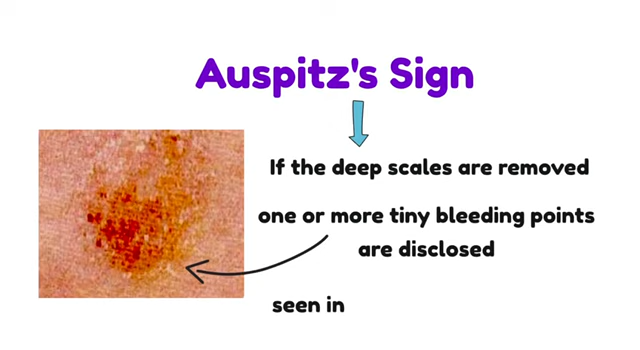 Auspitz's Sign
If the deep scales are removed
one or more tiny bleeding points
are disclosed
seen in